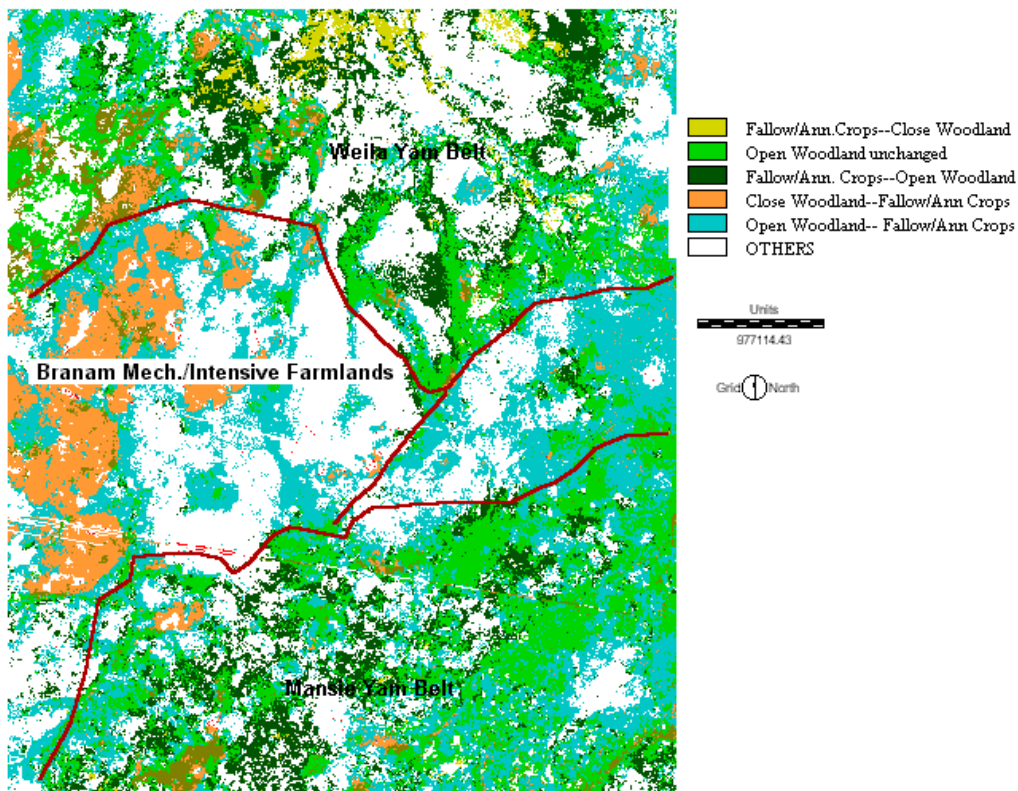 Weila Yam Belt
Branam Mech./Intensive Farmlands
Mansie Yam Belt
Fallow/Ann.Crops--Close Woodland
Open Woodland unchanged
Fallow/Ann. Crops--Open Woodland
Close Woodland--Fallow/Ann Crops
Open Woodland-- Fallow/Ann Crops
OTHERS
Units
977114.43
Grid North